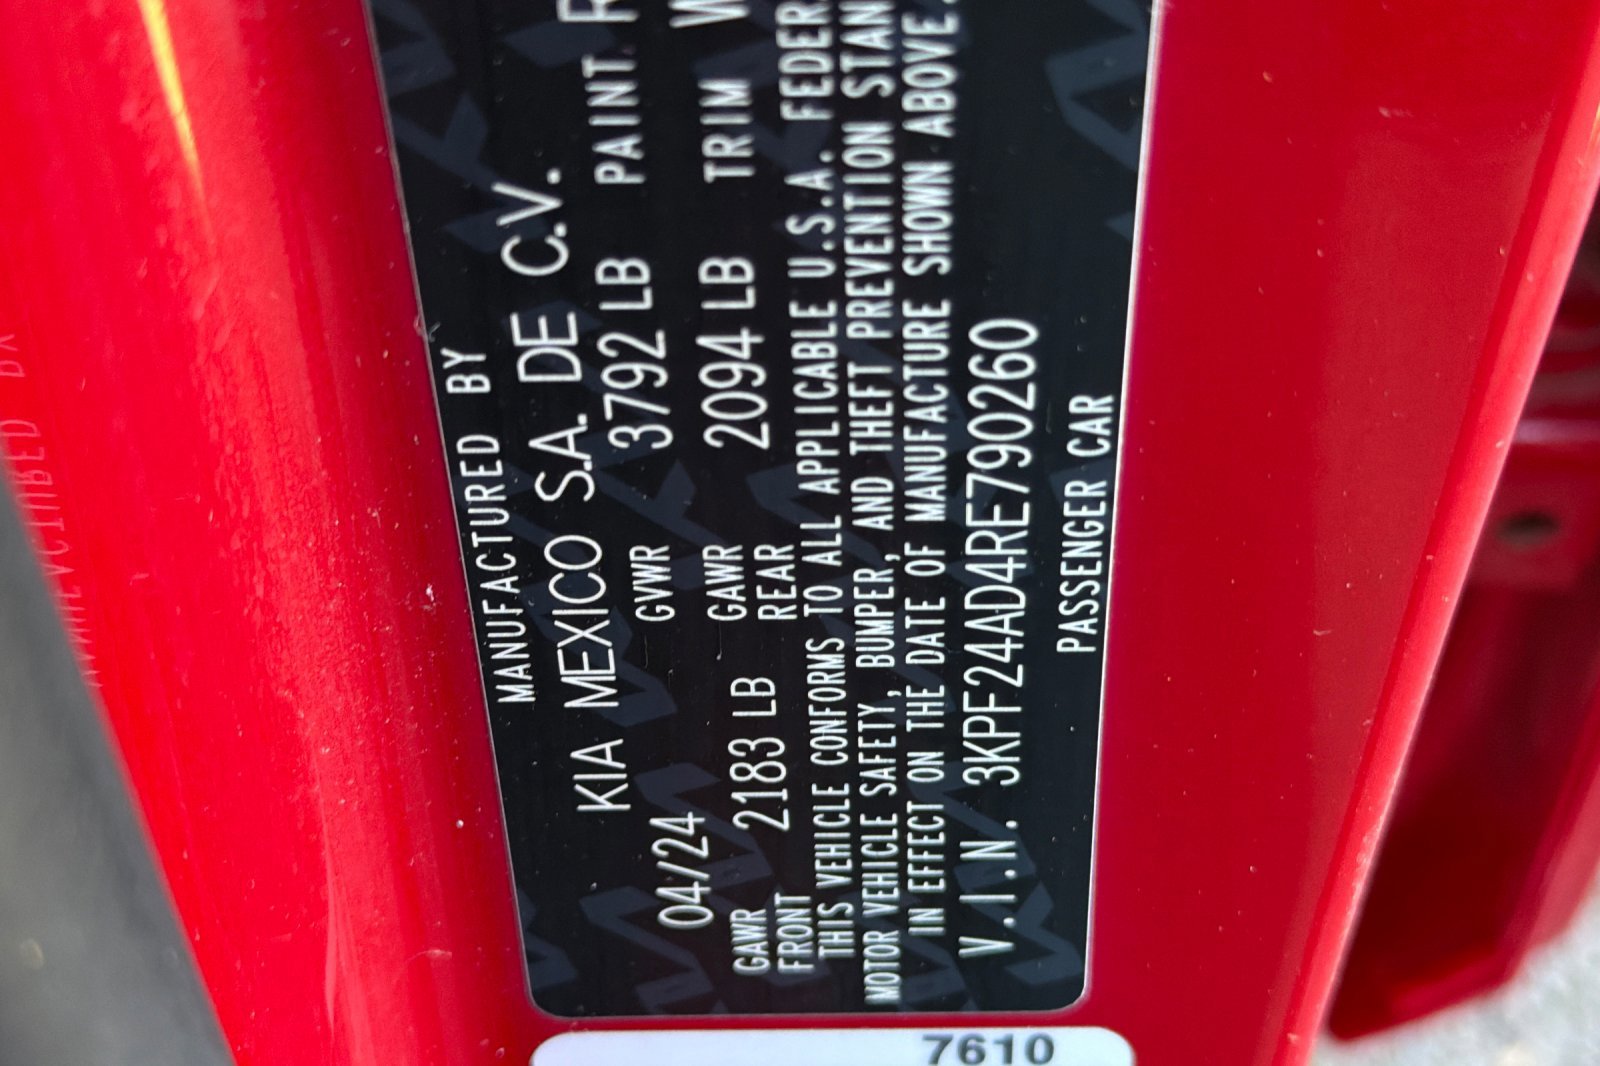 MANUFACTURED BY
KIA MEXICO S.A. DE C.V.
04/24 GVWR 3792 LB PAINT R
GAWR FRONT 2183 LB GAWR REAR 2094 LB TRIM W
THIS VEHICLE CONFORMS TO ALL APPLICABLE U.S.A. FEDER
MOTOR VEHICLE SAFETY, BUMPER, AND THEFT PREVENTION STAN
IN EFFECT ON THE DATE OF MANUFACTURE SHOWN ABOVE.
V.I.N. 3KPF24AD4RE790260
PASSENGER CAR
7610